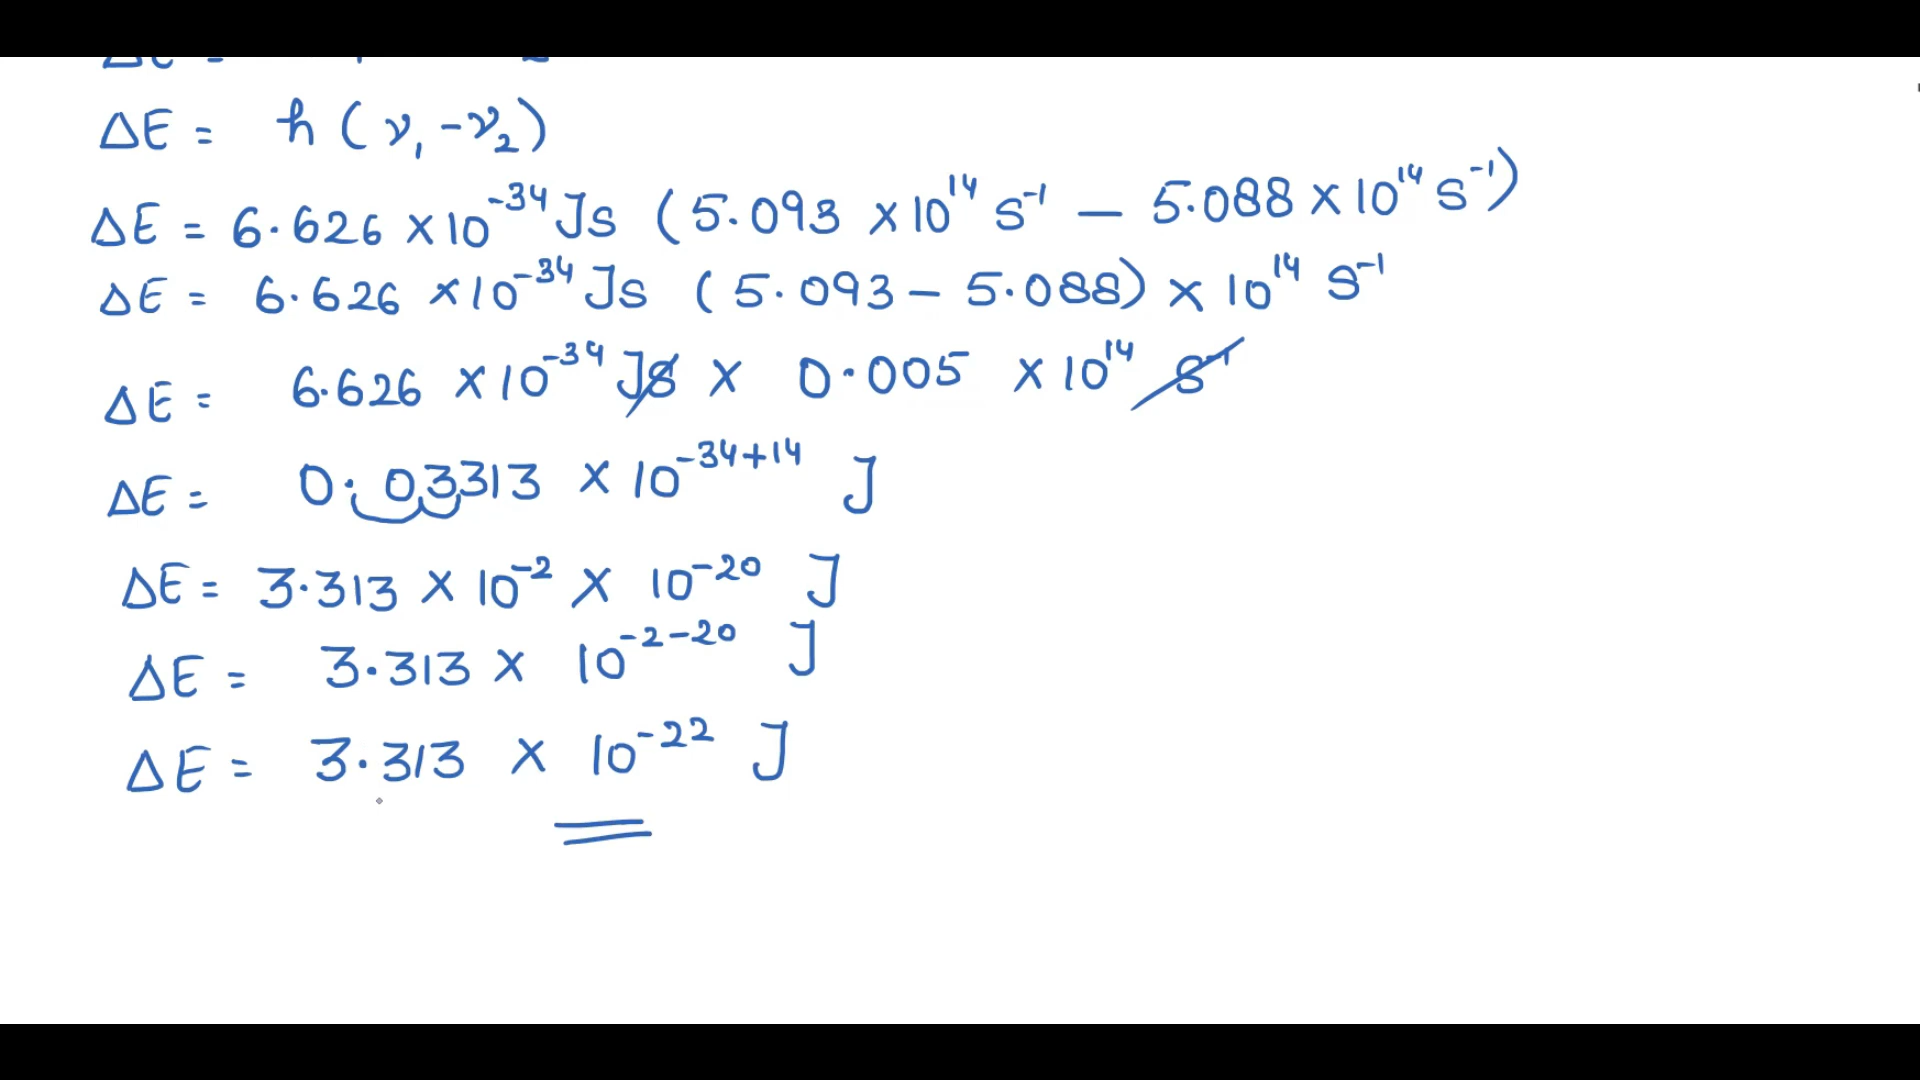 ΔE =
ΔE = h (ν₁ - ν₂)
ΔE = 6.626 × 10⁻³⁴ Js (5.093 × 10¹⁴ s⁻¹ — 5.088 × 10¹⁴ s⁻¹)
ΔE = 6.626 × 10⁻³⁴ Js (5.093 – 5.088) × 10¹⁴ s⁻¹
ΔE = 6.626 × 10⁻³⁴ Js × 0.005 × 10¹⁴ s⁻¹
ΔE = 0.03313 × 10⁻³⁴⁺¹⁴ J
ΔE = 3.313 × 10⁻² × 10⁻²⁰ J
ΔE = 3.313 × 10⁻²⁻²⁰ J
ΔE = 3.313 × 10⁻²² J